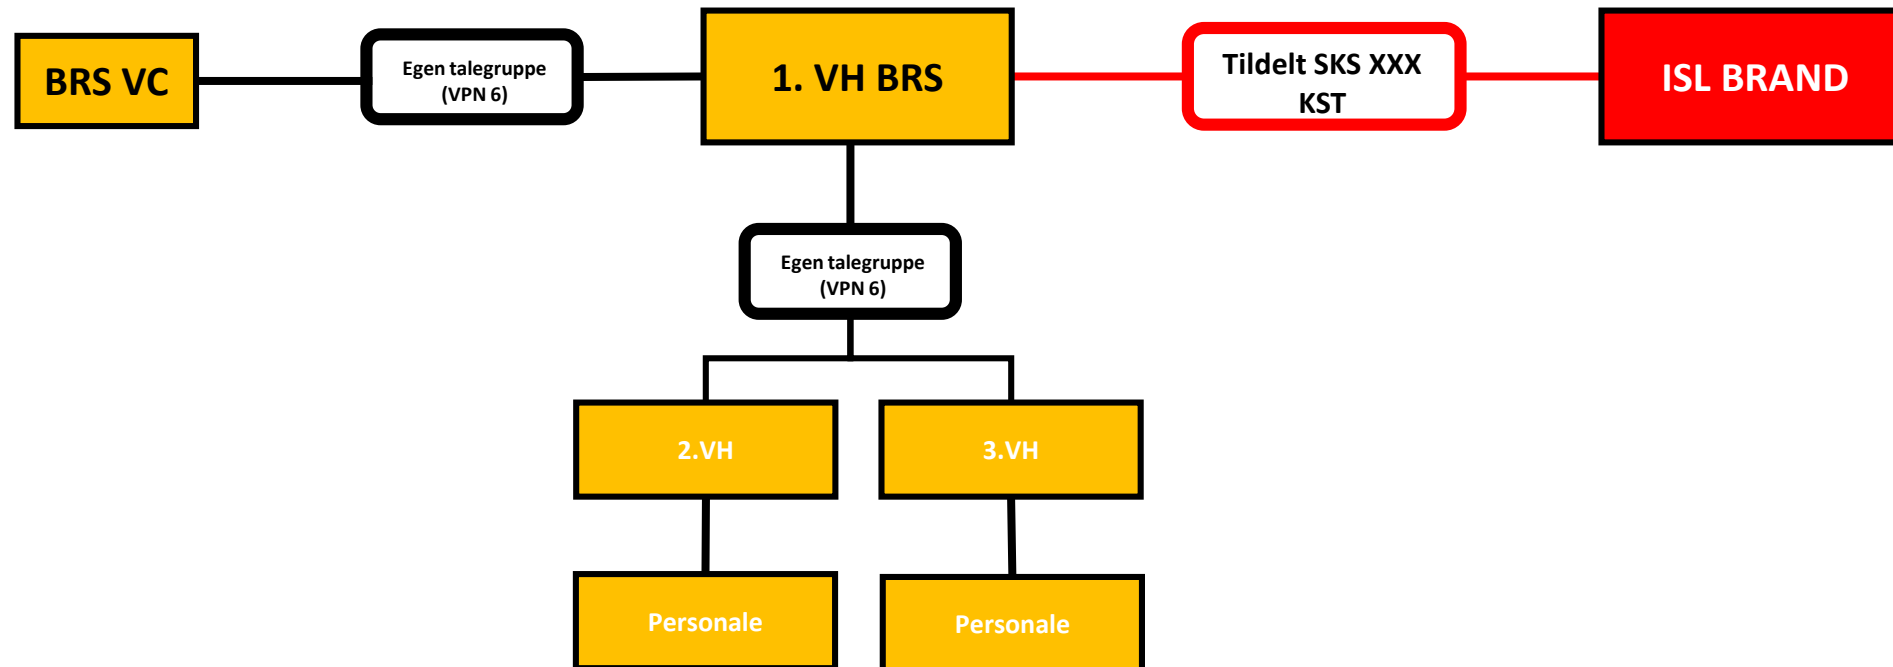 BRS VC
Egen talegruppe
(VPN 6)
1. VH BRS
Tildelt SKS XXX
KST
ISL BRAND
Egen talegruppe
(VPN 6)
2.VH
3.VH
Personale
Personale